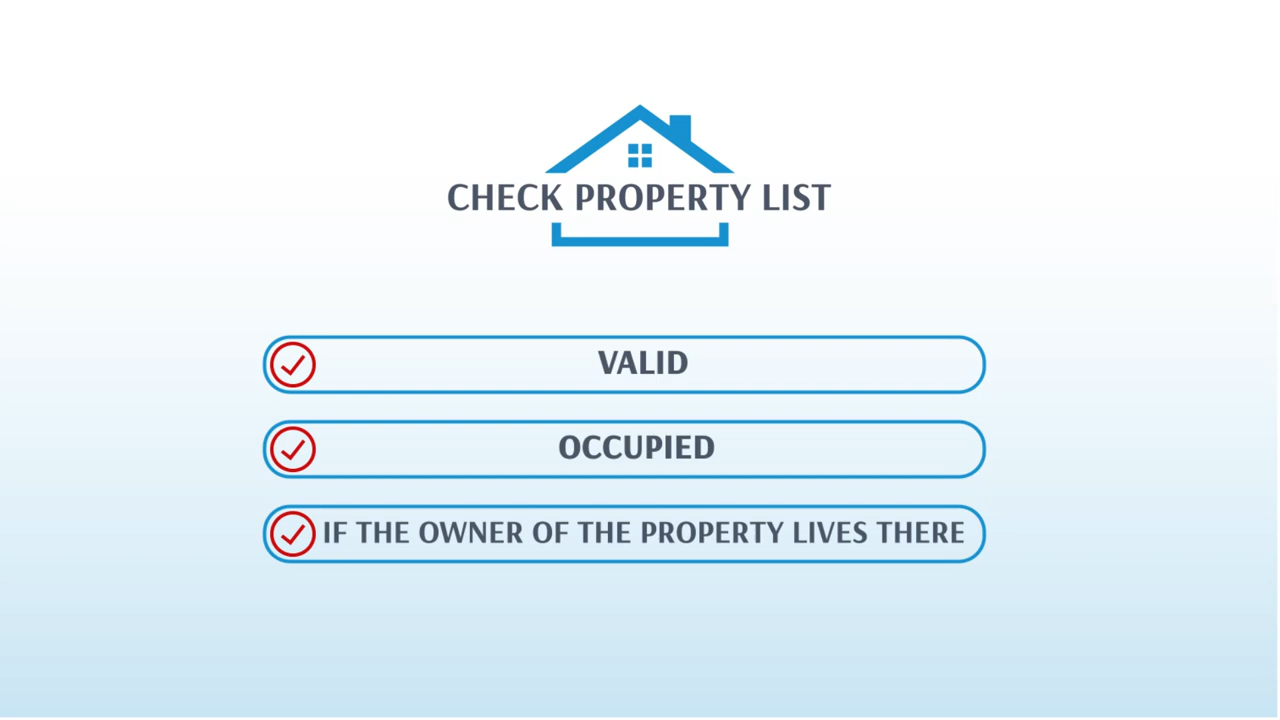 CHECK PROPERTY LIST
VALID
OCCUPIED
IF THE OWNER OF THE PROPERTY LIVES THERE